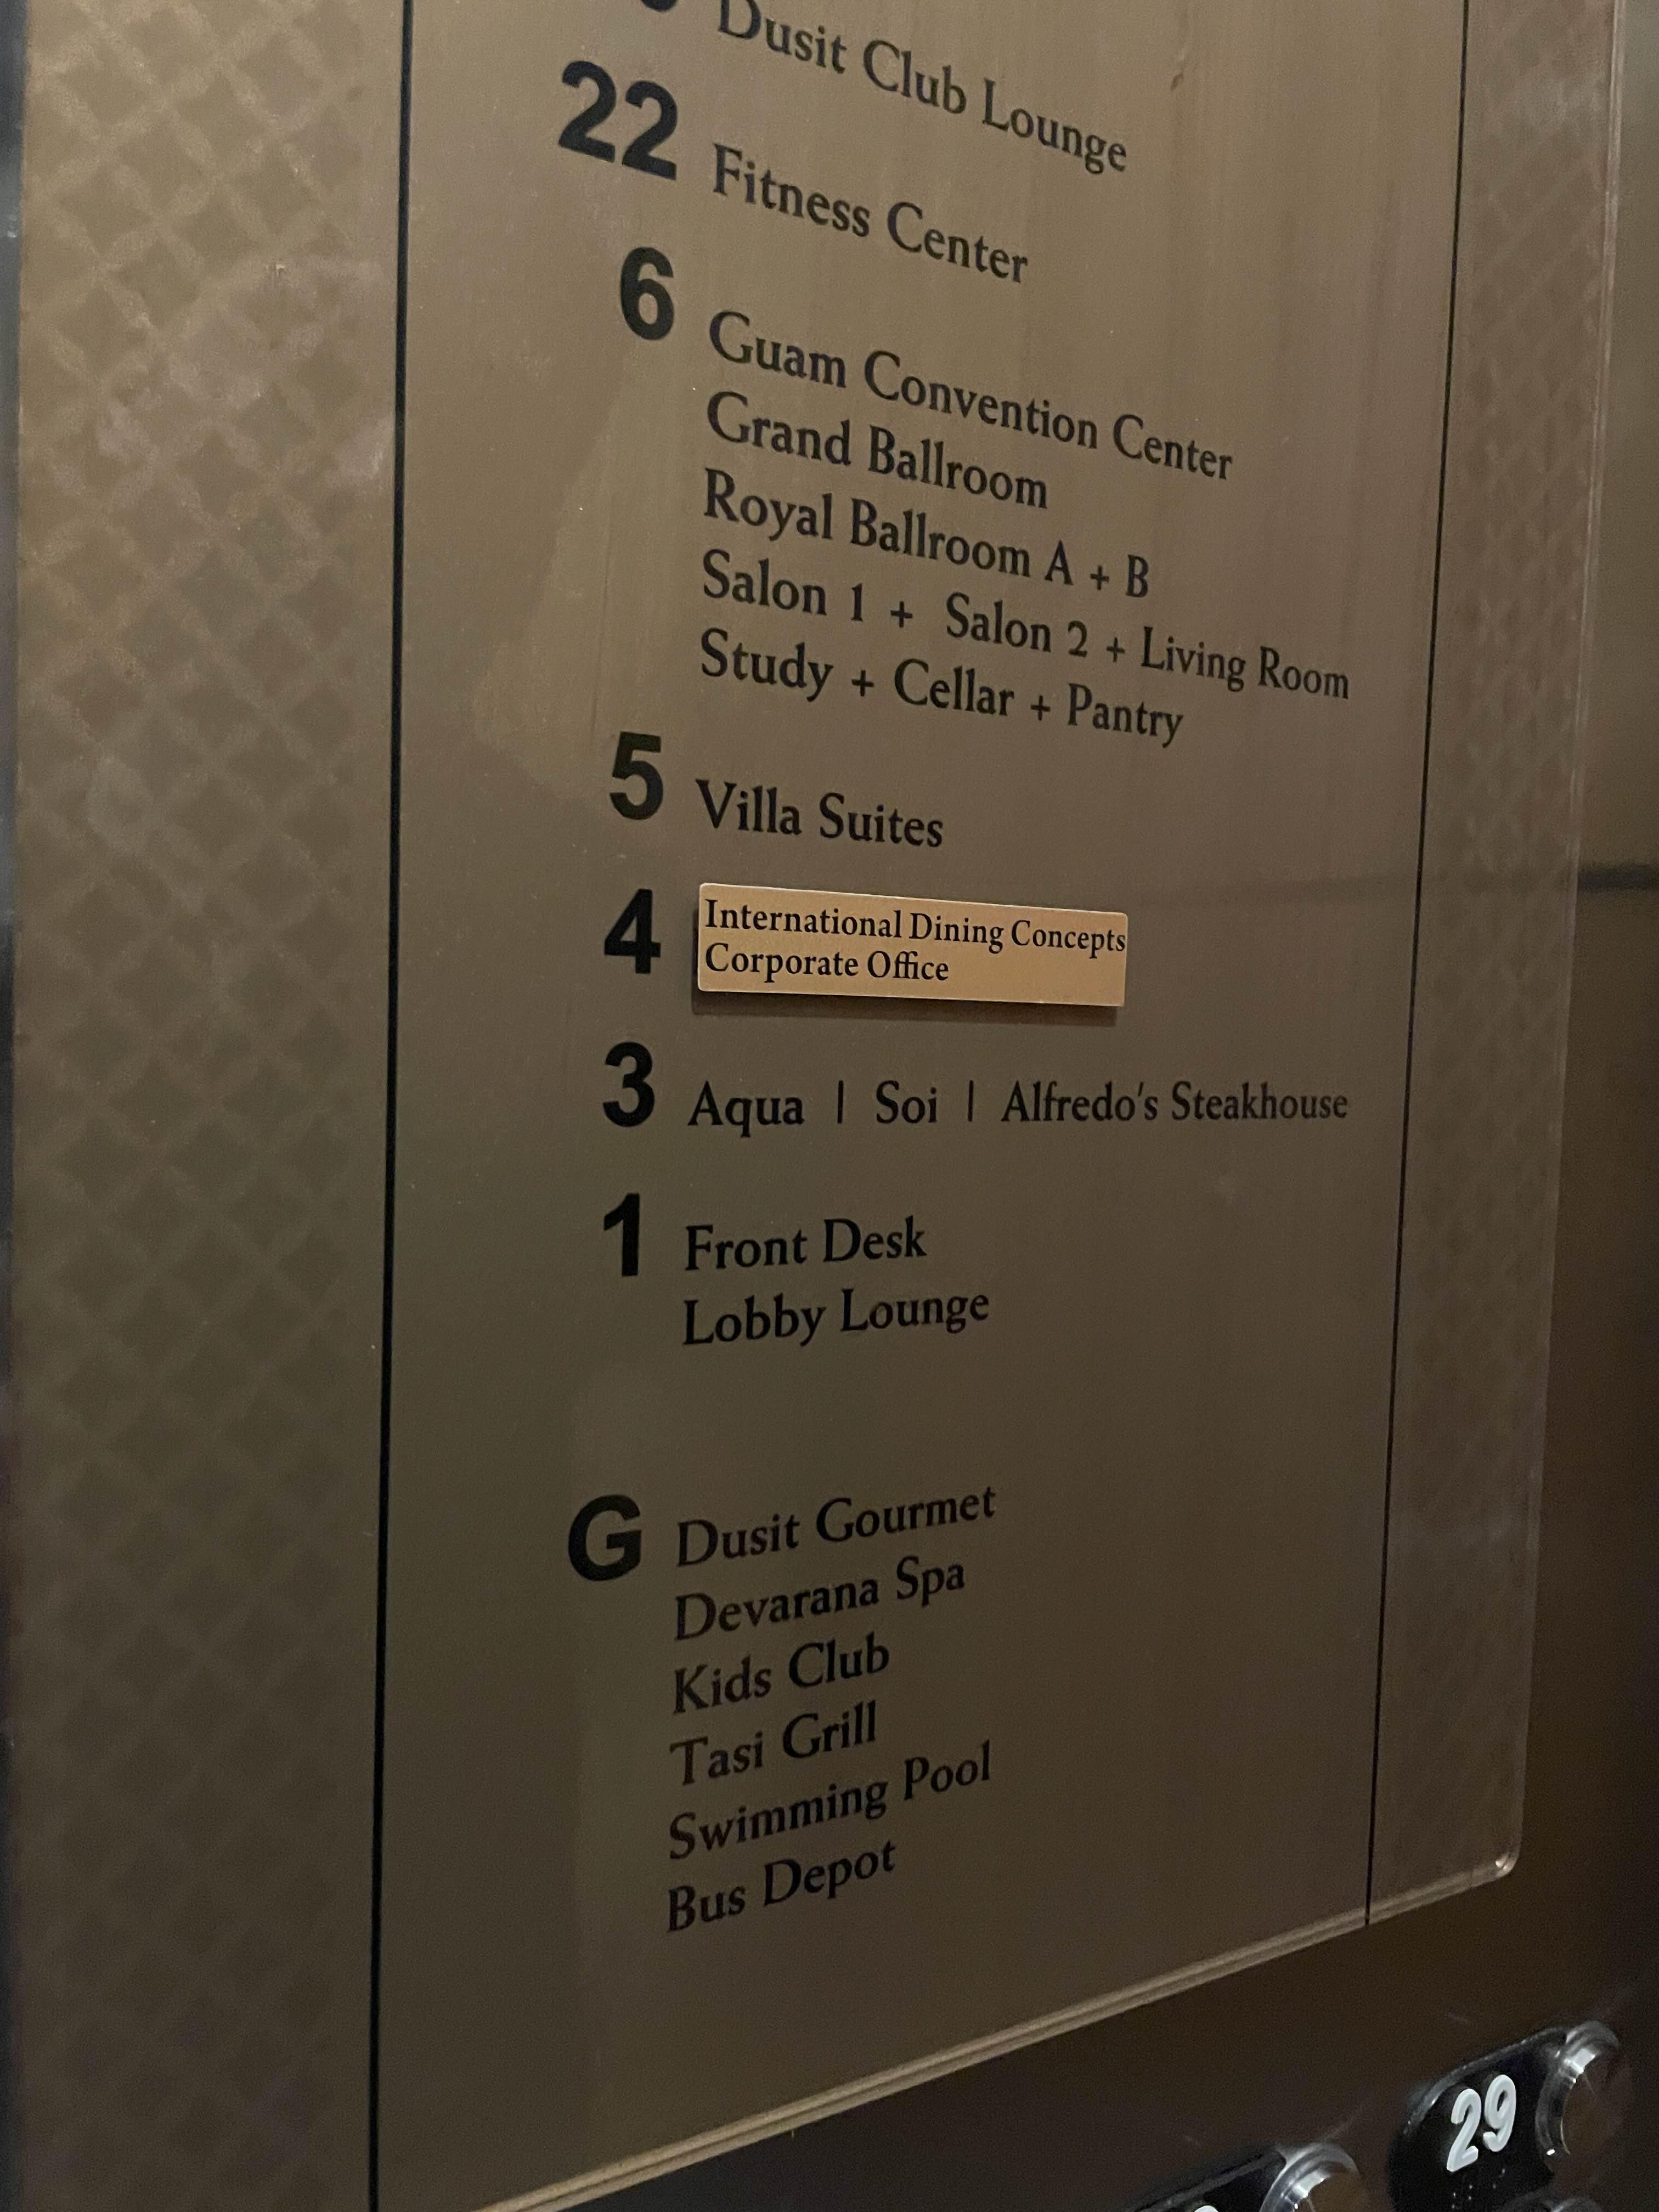 Dusit Club Lounge
22 Fitness Center
6 Guam Convention Center
Grand Ballroom
Royal Ballroom A + B
Salon 1 + Salon 2 + Living Room
Study + Cellar + Pantry
5 Villa Suites
4 International Dining Concepts
Corporate Office
3 Aqua | Soi | Alfredo's Steakhouse
1 Front Desk
Lobby Lounge
G Dusit Gourmet
Devarana Spa
Kids Club
Tasi Grill
Swimming Pool
Bus Depot
29